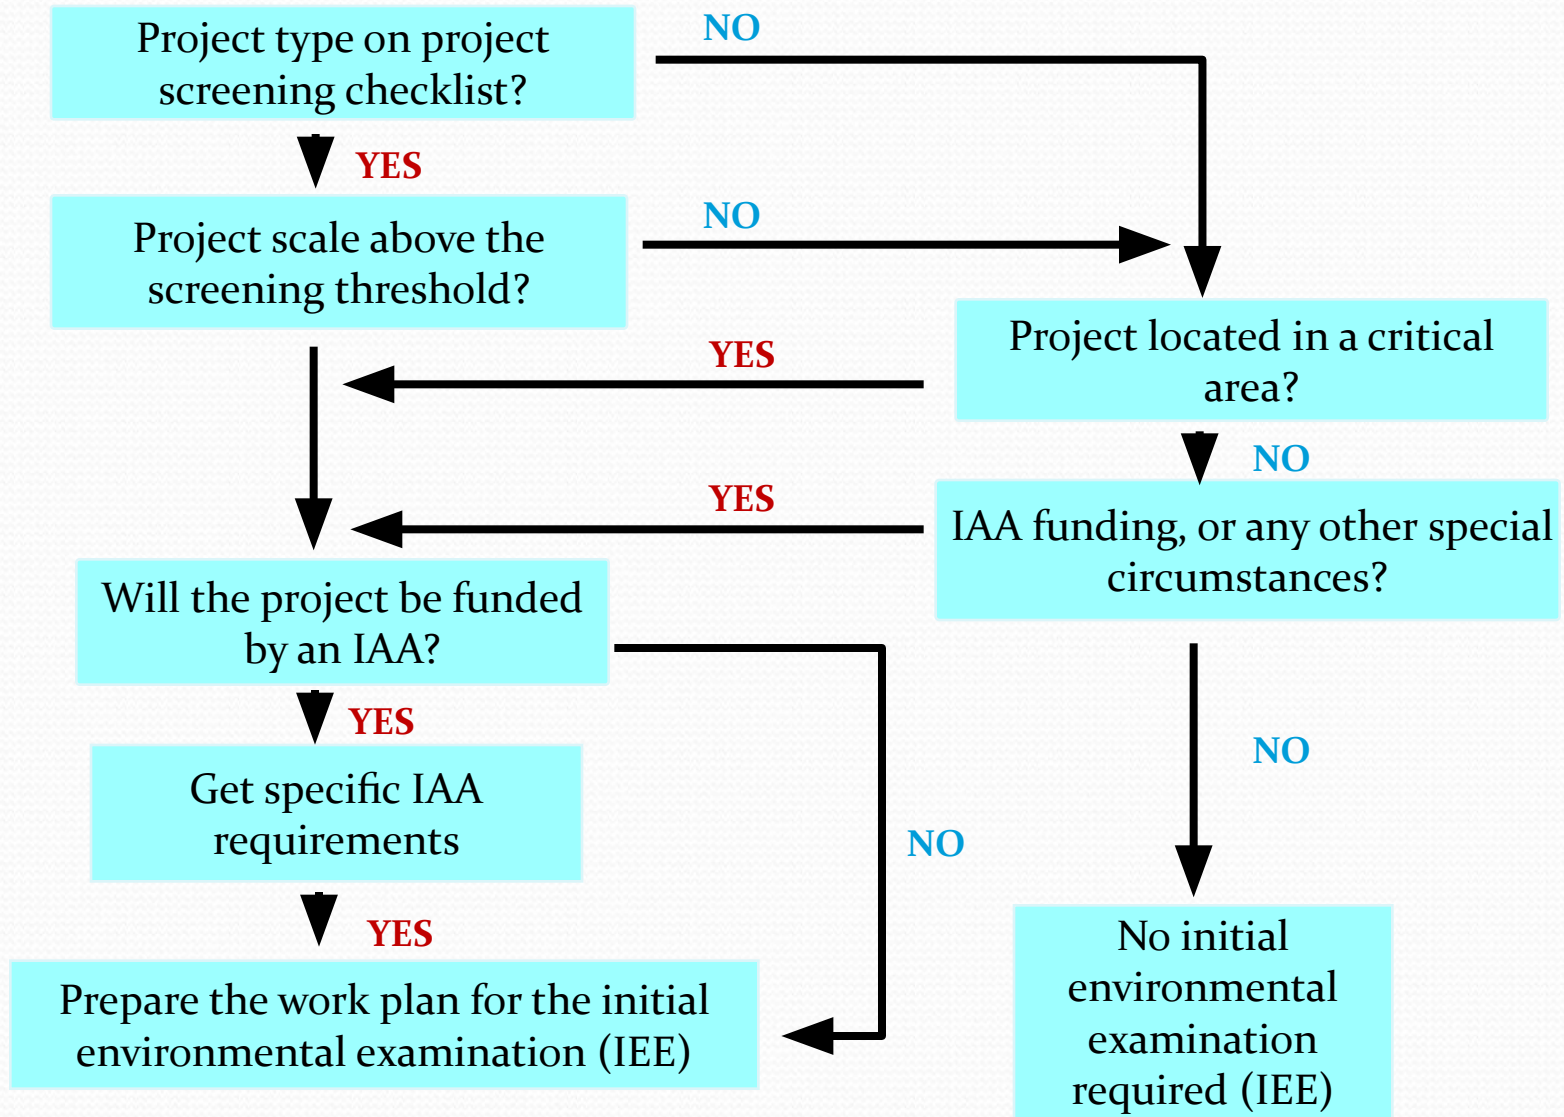 Project type on project
screening checklist?
NO
YES
Project scale above the
screening threshold?
NO
Project located in a critical
area?
YES
NO
YES
IAA funding, or any other special
circumstances?
Will the project be funded
by an IAA?
YES
NO
Get specific IAA
requirements
NO
YES
Prepare the work plan for the initial
environmental examination (IEE)
No initial
environmental
examination
required (IEE)